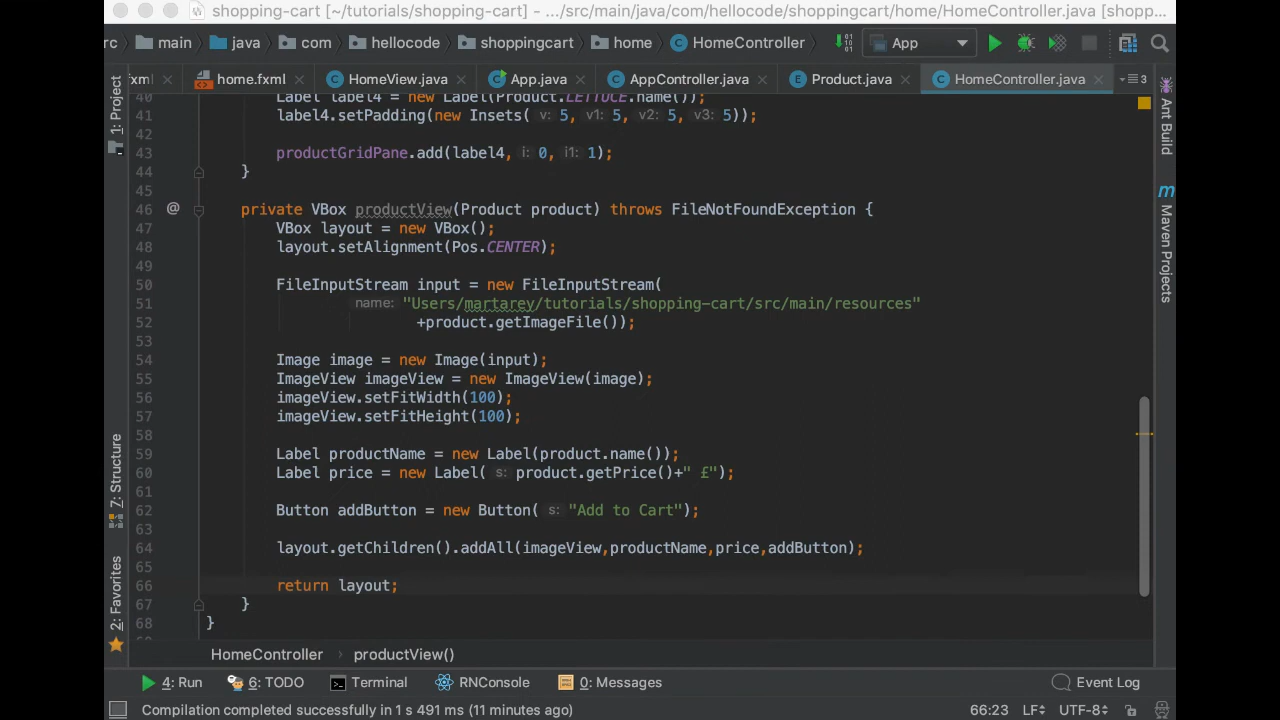 shopping-cart [~/tutorials/shopping-cart] - .../src/main/java/com/hellocode/shoppingcart/home/HomeController.java [shopp...
rc main java com hellocode shoppingcart home HomeController App
fxml home.fxml HomeView.java App.java AppController.java Product.java HomeController.java 3
1: Project
7: Structure
2: Favorites
40 Label label4 = new Label(Product.LETTUCE.name());
41 label4.setPadding(new Insets( v: 5, v1: 5, v2: 5, v3: 5));
42
43 productGridPane.add(label4, i: 0, i1: 1);
44 }
45
46 @ private VBox productView(Product product) throws FileNotFoundException {
47 VBox layout = new VBox();
48 layout.setAlignment(Pos.CENTER);
49
50 FileInputStream input = new FileInputStream(
51 name: "Users/martarey/tutorials/shopping-cart/src/main/resources"
52 +product.getImageFile());
53
54 Image image = new Image(input);
55 ImageView imageView = new ImageView(image);
56 imageView.setFitWidth(100);
57 imageView.setFitHeight(100);
58
59 Label productName = new Label(product.name());
60 Label price = new Label( s: product.getPrice()+" £");
61
62 Button addButton = new Button( s: "Add to Cart");
63
64 layout.getChildren().addAll(imageView,productName,price,addButton);
65
66 return layout;
67 }
68 }
Ant Build
m
Maven Projects
HomeController › productView()
4: Run 6: TODO Terminal RNConsole 0: Messages Event Log
Compilation completed successfully in 1 s 491 ms (11 minutes ago) 66:23 LF UTF-8